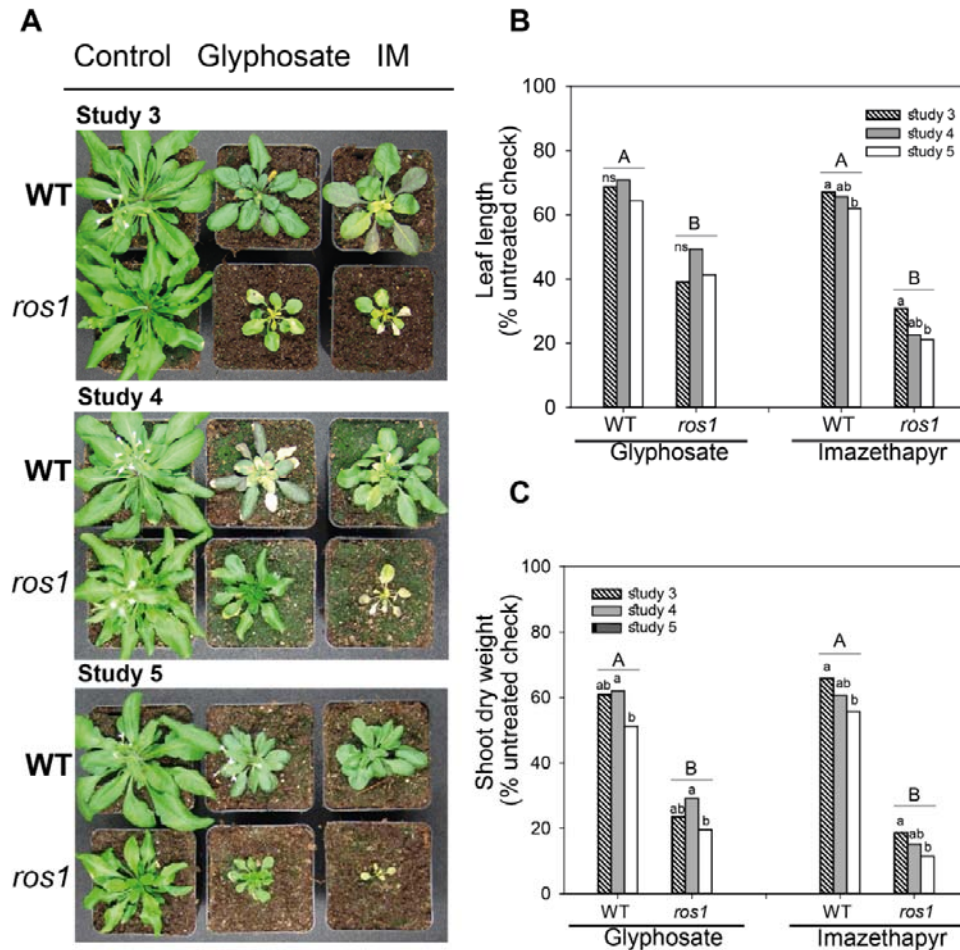 A
Control Glyphosate IM
Study 3
WT
ros1
Study 4
WT
ros1
Study 5
WT
ros1
B
100
80
60
40
20
0
Leaf length
(% untreated check)
study 3
study 4
study 5
A
ns
B
ns
A
a ab b
B
a
ab b
WT ros1 WT ros1
Glyphosate Imazethapyr
C
100
80
60
40
20
0
Shoot dry weight
(% untreated check)
study 3
study 4
study 5
A
ab a
b
B
ab a
b
A
a
ab
b
B
a
ab
b
WT ros1 WT ros1
Glyphosate Imazethapyr